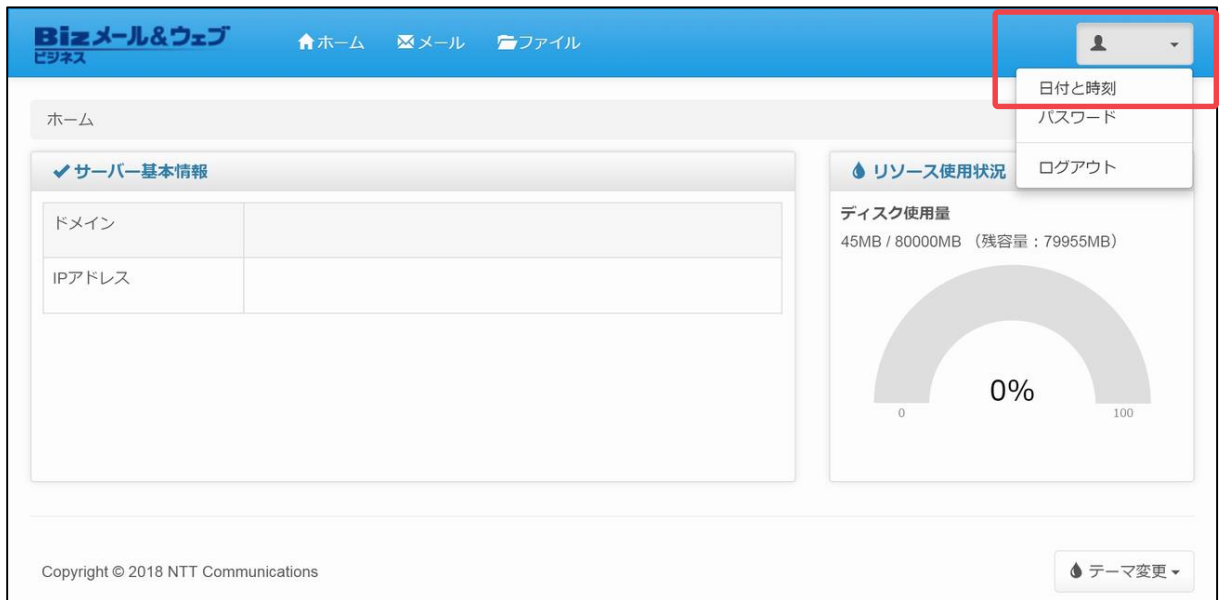 Bizメール&ウェブ
ビジネス
ホーム メール ファイル
日付と時刻
パスワード
ログアウト
ホーム
サーバー基本情報
ドメイン
IPアドレス
リソース使用状況
ディスク使用量
45MB / 80000MB （残容量：79955MB）
0%
0 100
Copyright © 2018 NTT Communications
テーマ変更